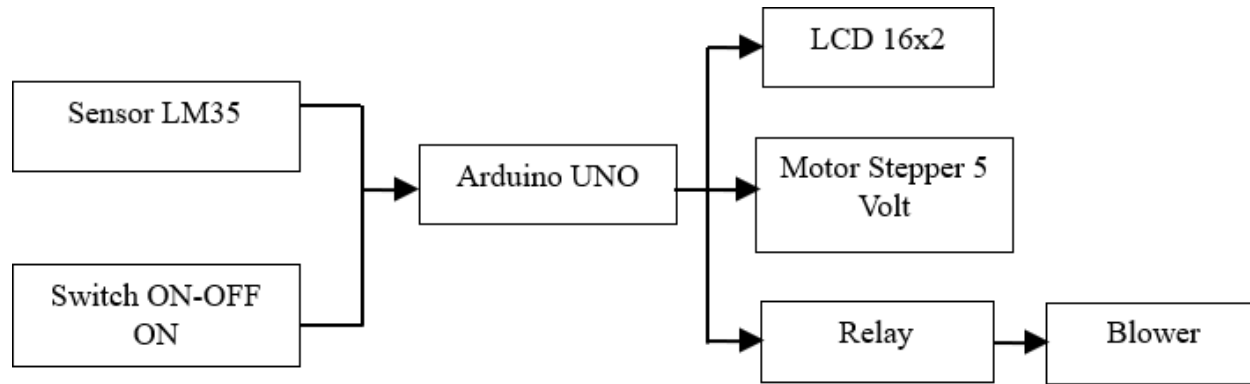 Sensor LM35
Switch ON-OFF
ON
Arduino UNO
LCD 16x2
Motor Stepper 5
Volt
Relay
Blower